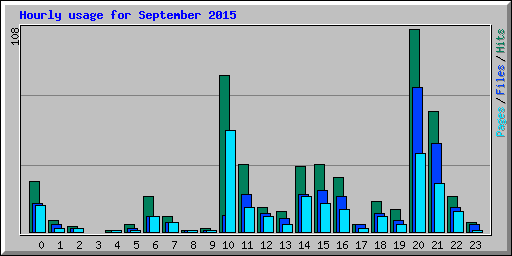 Hourly usage for September 2015
108
Pages / Files / Hits
0 1 2 3 4 5 6 7 8 9 10 11 12 13 14 15 16 17 18 19 20 21 22 23